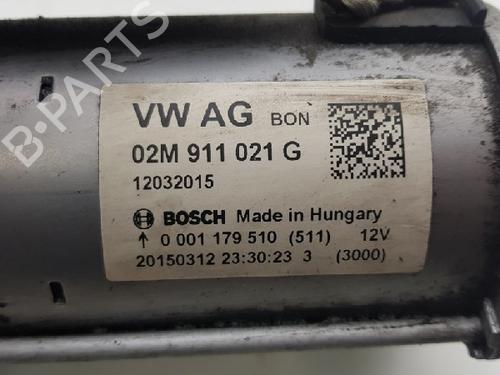 VW AG BON
02M 911 021 G
12032015
BOSCH Made in Hungary
↑ 0 001 179 510 (511) 12V
20150312 23:30:23 3 (3000)
B-PARTS